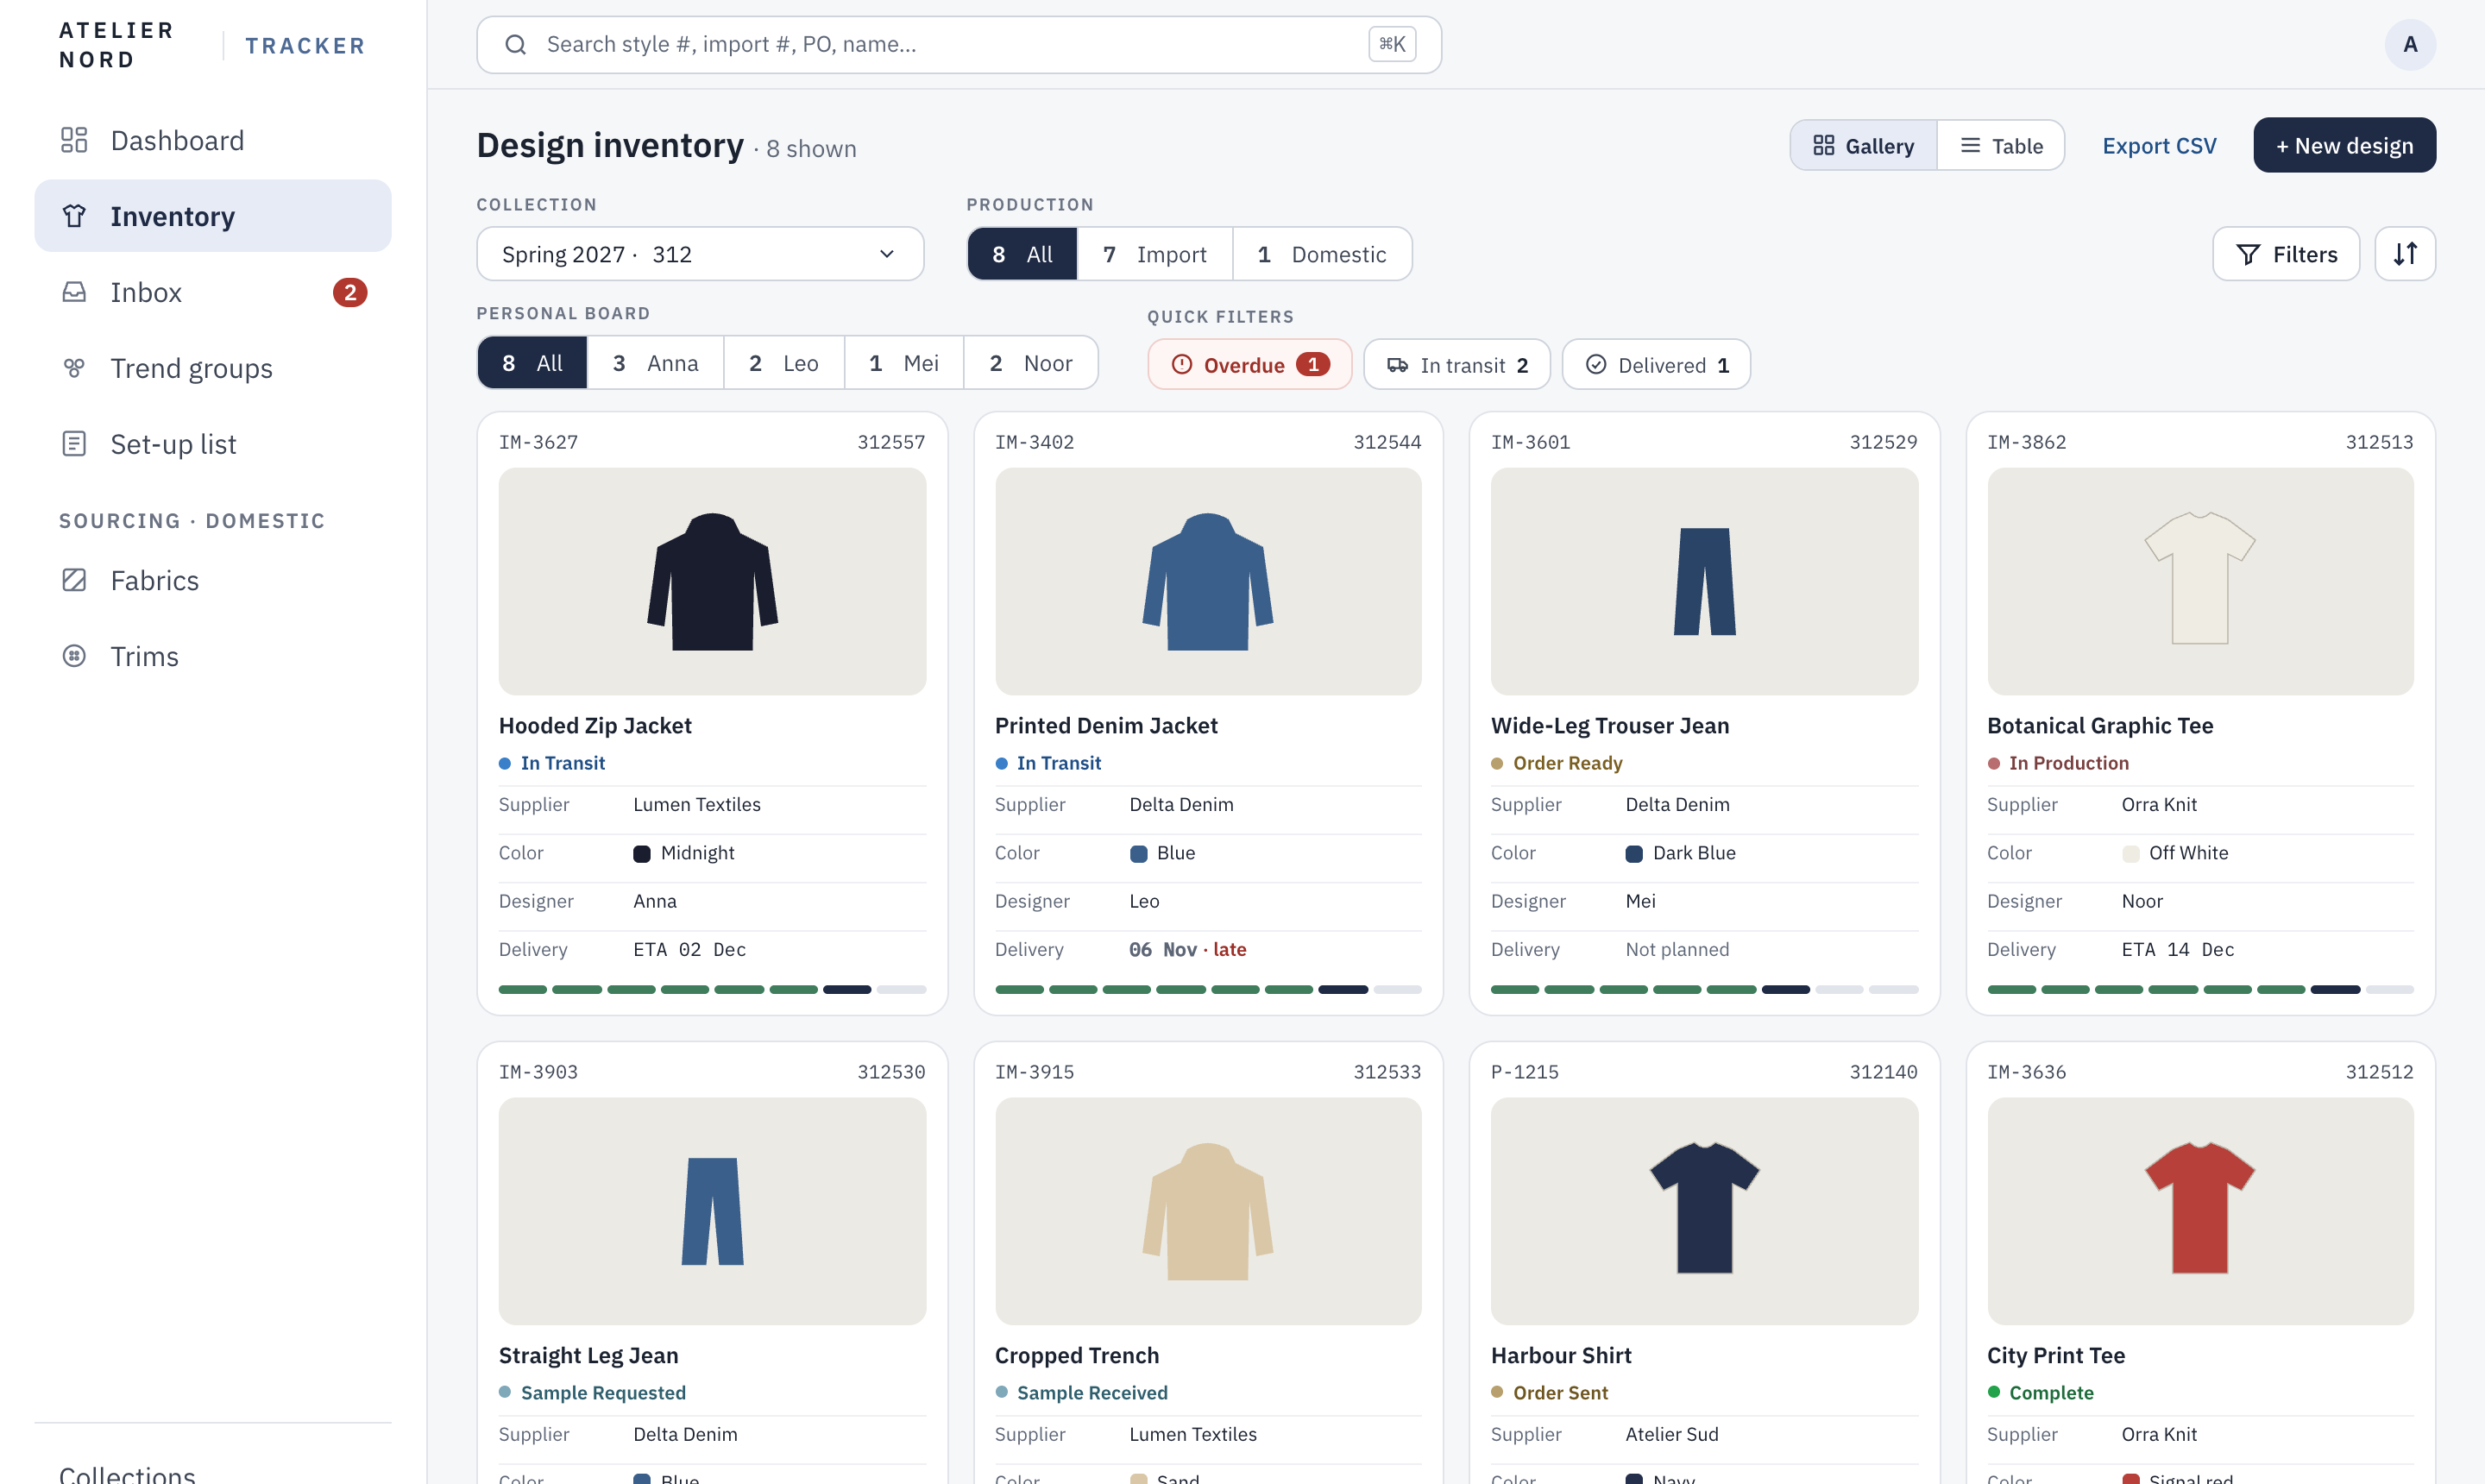 ATELIER
NORD
TRACKER
Search style #, import #, PO, name...
⌘K
A
Dashboard
Inventory
Inbox
2
Trend groups
Set-up list
SOURCING · DOMESTIC
Fabrics
Trims
Collections
Design inventory · 8 shown
Gallery
Table
Export CSV
+ New design
COLLECTION
Spring 2027 · 312
PRODUCTION
8 All
7 Import
1 Domestic
Filters
PERSONAL BOARD
8 All
3 Anna
2 Leo
1 Mei
2 Noor
QUICK FILTERS
Overdue 1
In transit 2
Delivered 1
IM-3627 312557
Hooded Zip Jacket
In Transit
Supplier Lumen Textiles
Color Midnight
Designer Anna
Delivery ETA 02 Dec
IM-3402 312544
Printed Denim Jacket
In Transit
Supplier Delta Denim
Color Blue
Designer Leo
Delivery 06 Nov · late
IM-3601 312529
Wide-Leg Trouser Jean
Order Ready
Supplier Delta Denim
Color Dark Blue
Designer Mei
Delivery Not planned
IM-3862 312513
Botanical Graphic Tee
In Production
Supplier Orra Knit
Color Off White
Designer Noor
Delivery ETA 14 Dec
IM-3903 312530
Straight Leg Jean
Sample Requested
Supplier Delta Denim
Color Blue
IM-3915 312533
Cropped Trench
Sample Received
Supplier Lumen Textiles
Color Sand
P-1215 312140
Harbour Shirt
Order Sent
Supplier Atelier Sud
Color Navy
IM-3636 312512
City Print Tee
Complete
Supplier Orra Knit
Color Signal red